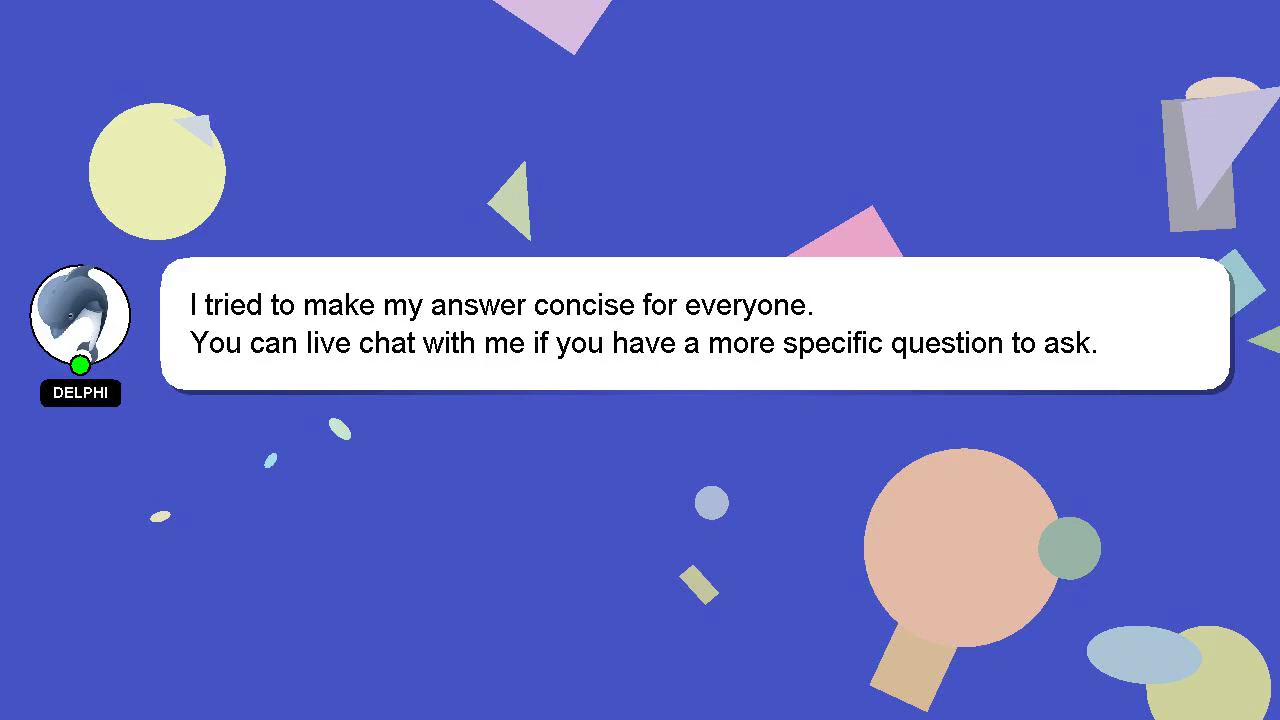 I tried to make my answer concise for everyone.
You can live chat with me if you have a more specific question to ask.
DELPHI